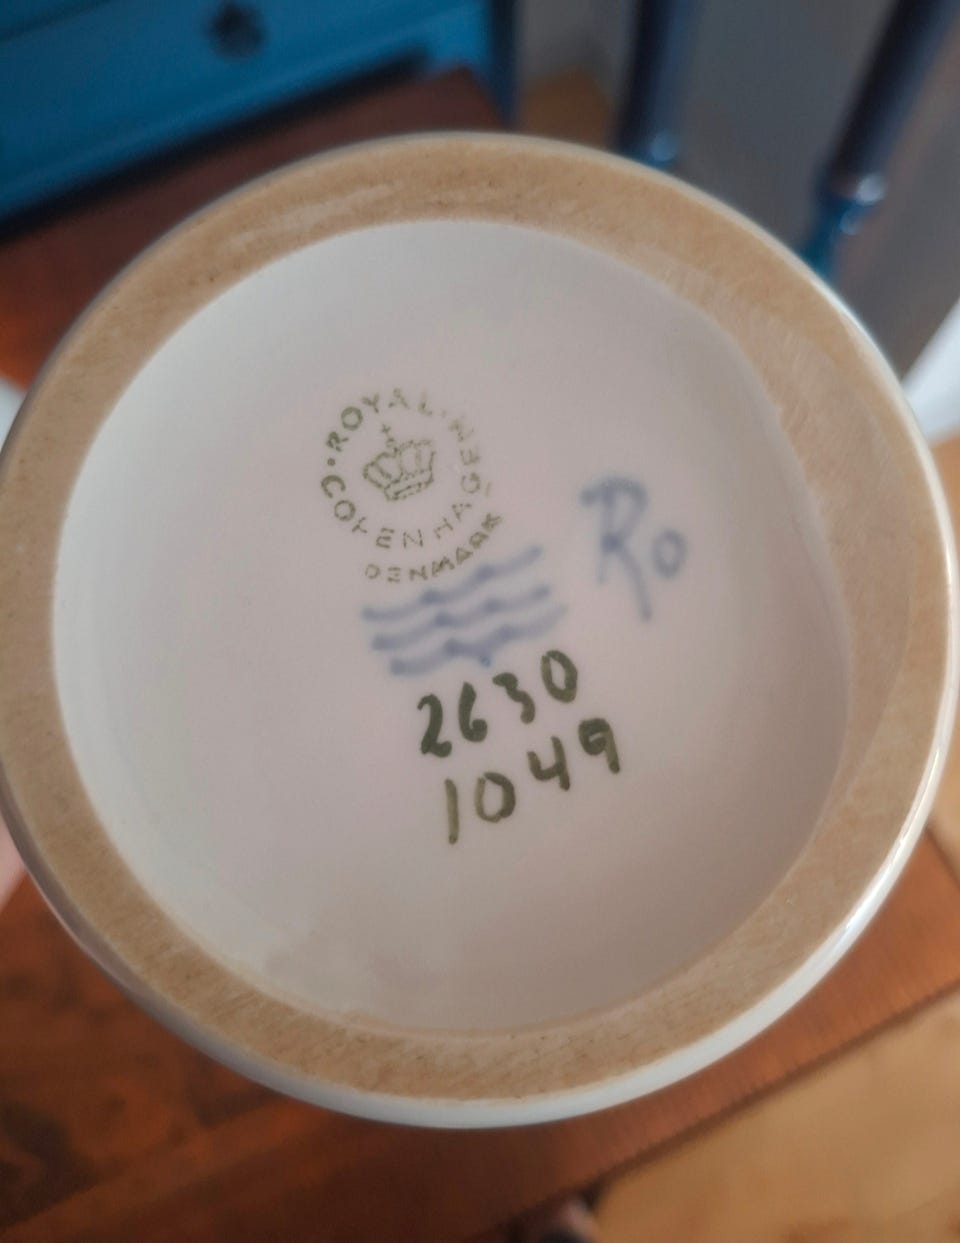 ROYAL COPENHAGEN
DENMARK
Ro
2630
1049